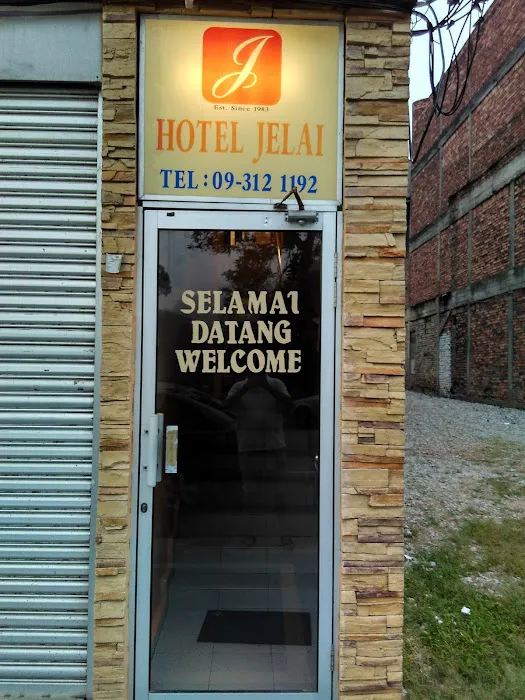 J
Est. Since 1983
HOTEL JELAI
TEL : 09-312 1192
SELAMAT
DATANG
WELCOME